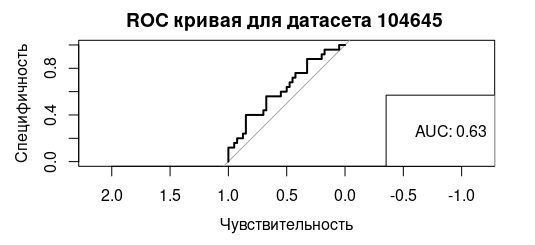 ROC кривая для датасета 104645
Специфичность
0.8
0.4
0.0
AUC: 0.63
2.0 1.5 1.0 0.5 0.0 -0.5 -1.0
Чувствительность